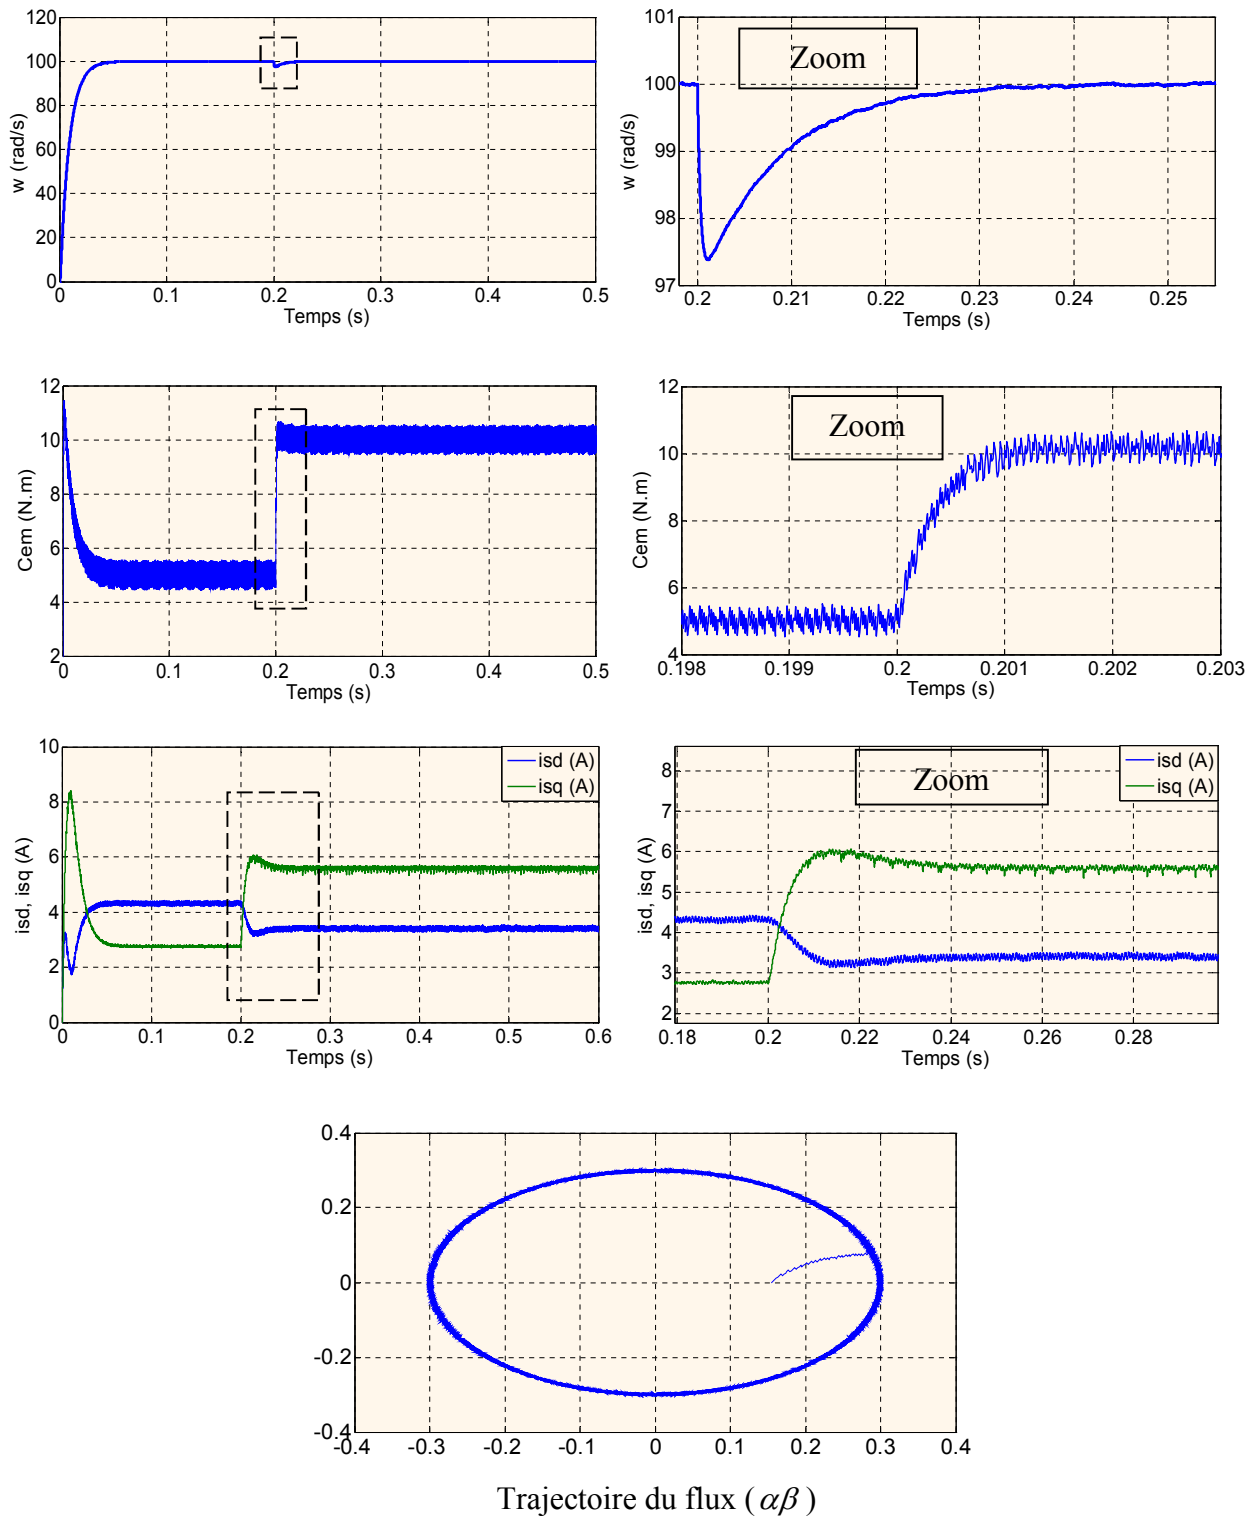 120
100
80
60
40
20
0
w (rad/s)
0 0.1 0.2 0.3 0.4 0.5
Temps (s)
101
100
99
98
97
w (rad/s)
Zoom
0.2 0.21 0.22 0.23 0.24 0.25
Temps (s)
12
10
8
6
4
2
Cem (N.m)
0 0.1 0.2 0.3 0.4 0.5
Temps (s)
12
10
8
6
4
Cem (N.m)
Zoom
0.198 0.199 0.2 0.201 0.202 0.203
Temps (s)
10
8
6
4
2
0
isd, isq (A)
isd (A)
isq (A)
0 0.1 0.2 0.3 0.4 0.5 0.6
Temps (s)
8
7
6
5
4
3
2
isd, isq (A)
Zoom
isd (A)
isq (A)
0.18 0.2 0.22 0.24 0.26 0.28
Temps (s)
0.4
0.2
0
-0.2
-0.4
-0.4 -0.3 -0.2 -0.1 0 0.1 0.2 0.3 0.4
Trajectoire du flux (αβ)